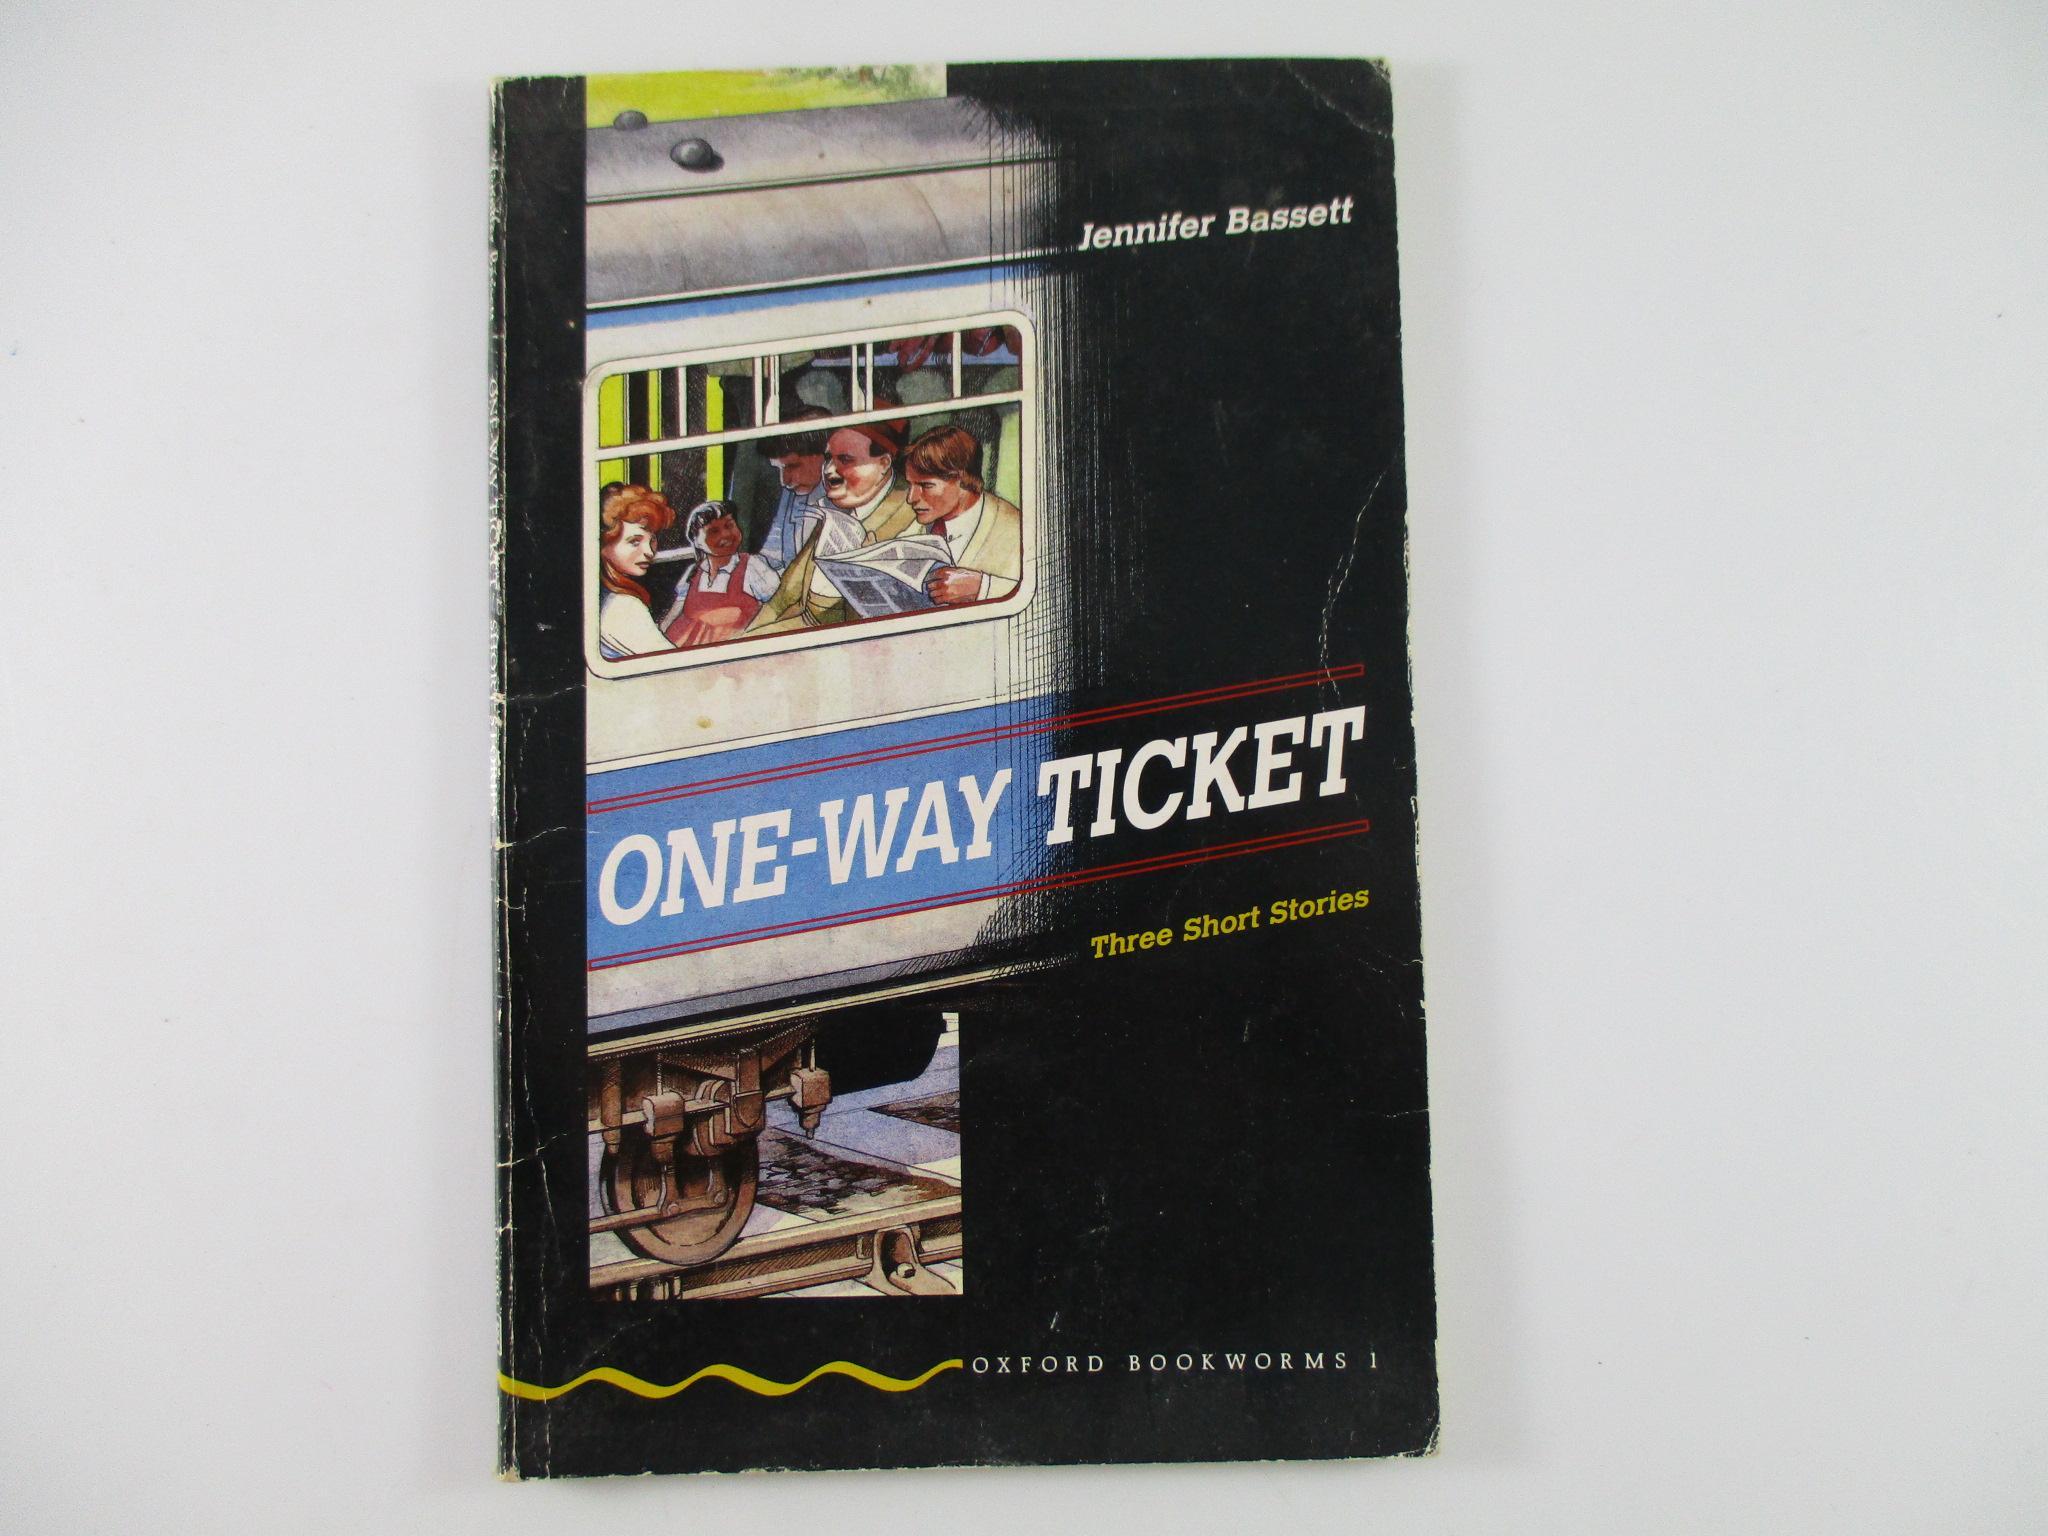 Jennifer Bassett
ONE-WAY TICKET
Three Short Stories
OXFORD BOOKWORMS 1